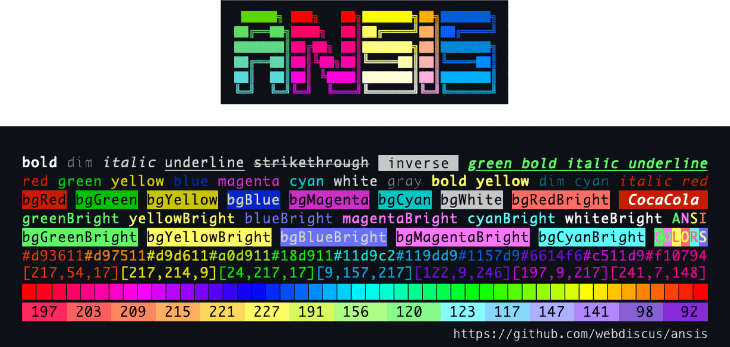 ANSIS
bold dim italic underline strikethrough inverse green bold italic underline
red green yellow blue magenta cyan white gray bold yellow dim cyan italic red
bgRed bgGreen bgYellow bgBlue bgMagenta bgCyan bgWhite bgRedBright CocaCola
greenBright yellowBright blueBright magentaBright cyanBright whiteBright ANSI
bgGreenBright bgYellowBright bgBlueBright bgMagentaBright bgCyanBright COLORS
#d93611#d97511#d9d611#a0d911#18d911#11d9c2#119dd9#1157d9#6614f6#c511d9#f10794
[217,54,17][217,214,9][24,217,17][9,157,217][122,9,246][197,9,217][241,7,148]
197 203 209 215 221 227 191 156 120 123 117 147 141 98 92
https://github.com/webdiscus/ansis